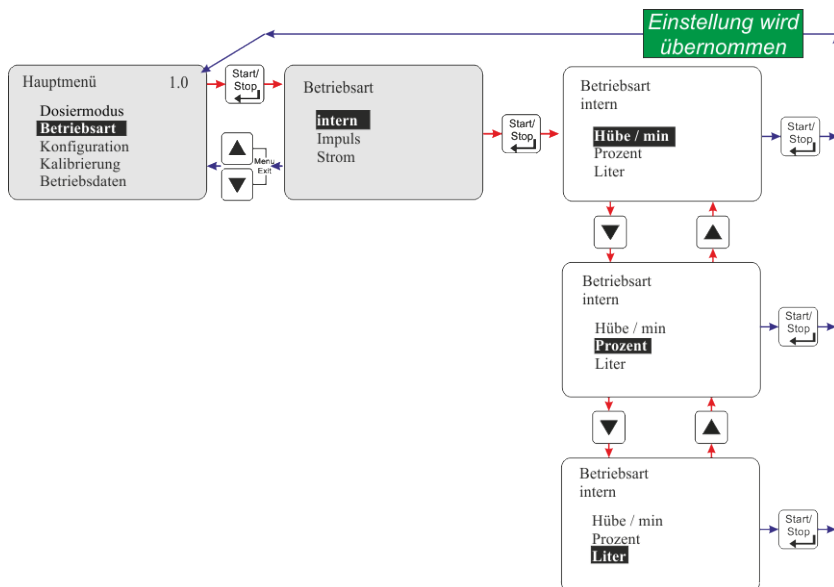 Einstellung wird
übernommen
Hauptmenü 1.0
Dosiermodus
Betriebsart
Konfiguration
Kalibrierung
Betriebsdaten
Start/
Stop
Menu
Exit
Betriebsart
intern
Impuls
Strom
Start/
Stop
Betriebsart
intern
Hübe / min
Prozent
Liter
Start/
Stop
Betriebsart
intern
Hübe / min
Prozent
Liter
Start/
Stop
Betriebsart
intern
Hübe / min
Prozent
Liter
Start/
Stop